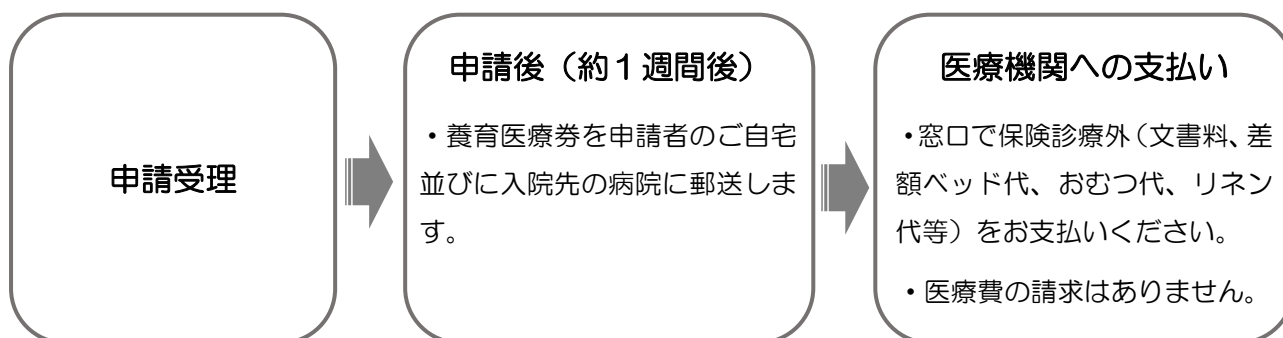 申請受理
申請後（約１週間後）
・養育医療券を申請者のご自宅
並びに入院先の病院に郵送しま
す。
医療機関への支払い
・窓口で保険診療外（文書料、差
額ベッド代、おむつ代、リネン
代等）をお支払いください。
・医療費の請求はありません。